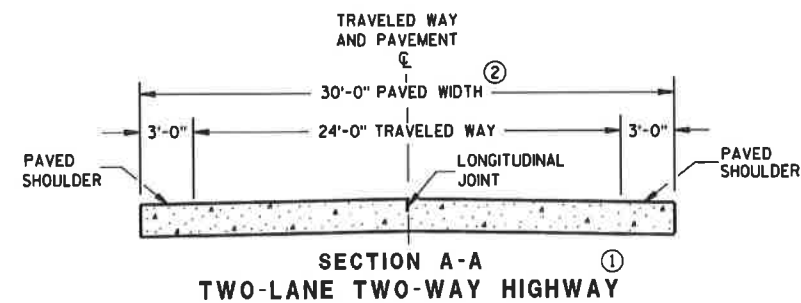 TRAVELED WAY
AND PAVEMENT
℄
30'-0" PAVED WIDTH ②
3'-0" 24'-0" TRAVELED WAY 3'-0"
PAVED
SHOULDER
LONGITUDINAL
JOINT
PAVED
SHOULDER
SECTION A-A ①
TWO-LANE TWO-WAY HIGHWAY